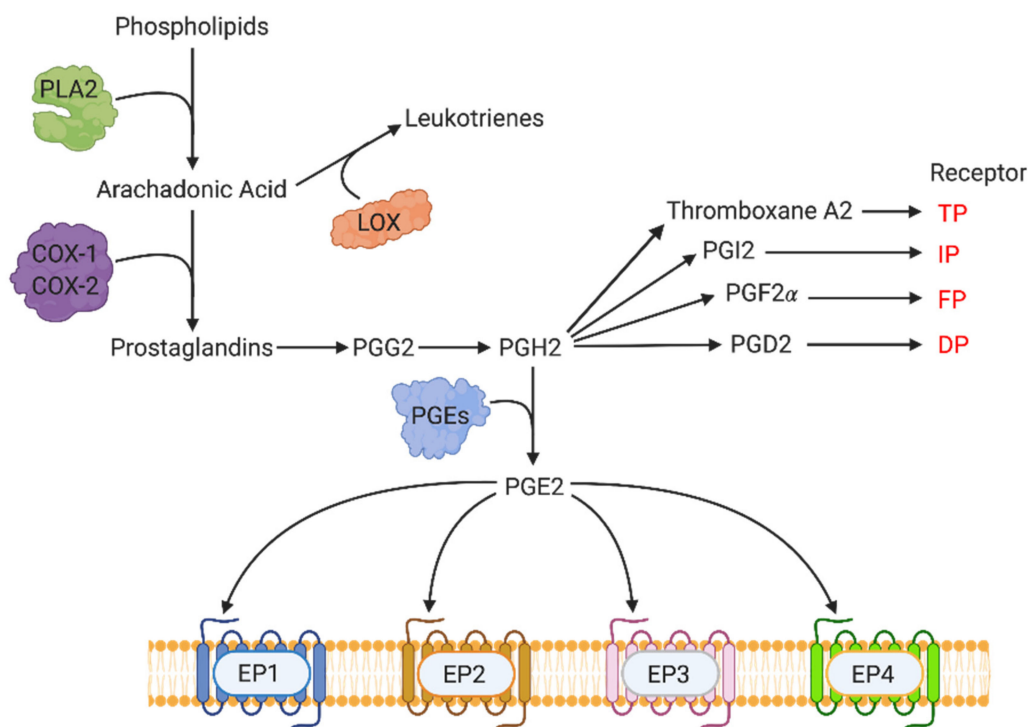 Phospholipids
PLA2
Leukotrienes
Arachadonic Acid
LOX
Receptor
Thromboxane A2
TP
COX-1
COX-2
PGI2
IP
PGF2α
FP
Prostaglandins
PGG2
PGH2
PGD2
DP
PGEs
PGE2
EP1
EP2
EP3
EP4